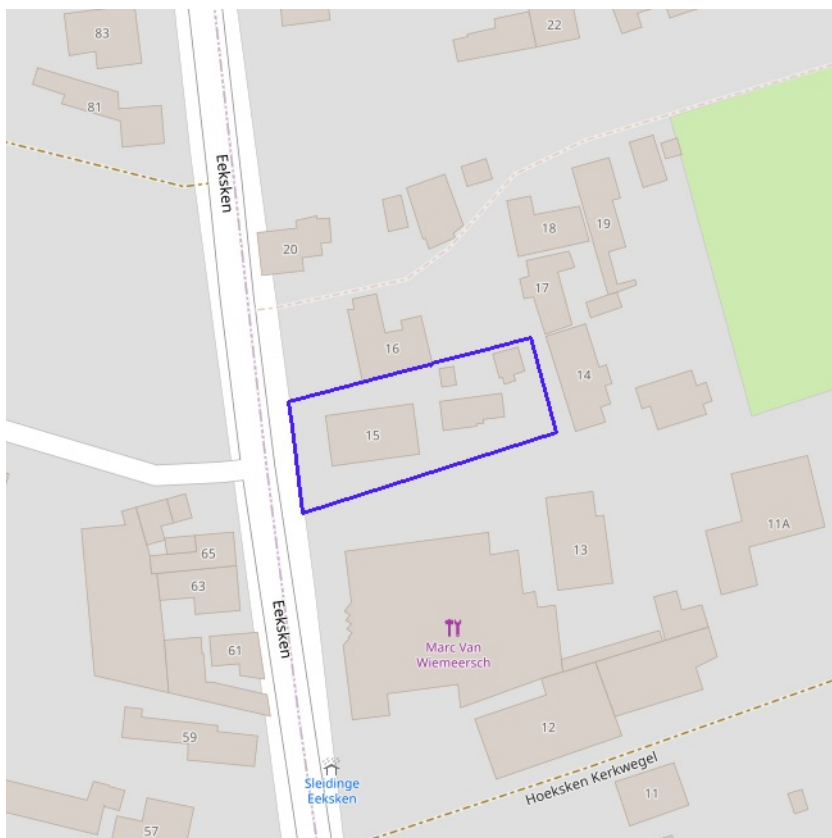 83
22
81
Eeksken
20
18
19
17
16
14
15
11A
13
65
63
Eeksken
61
Marc Van
Wiemeersch
59
12
Sleidinge
Eeksken
Hoeksken Kerkwegel
11
57